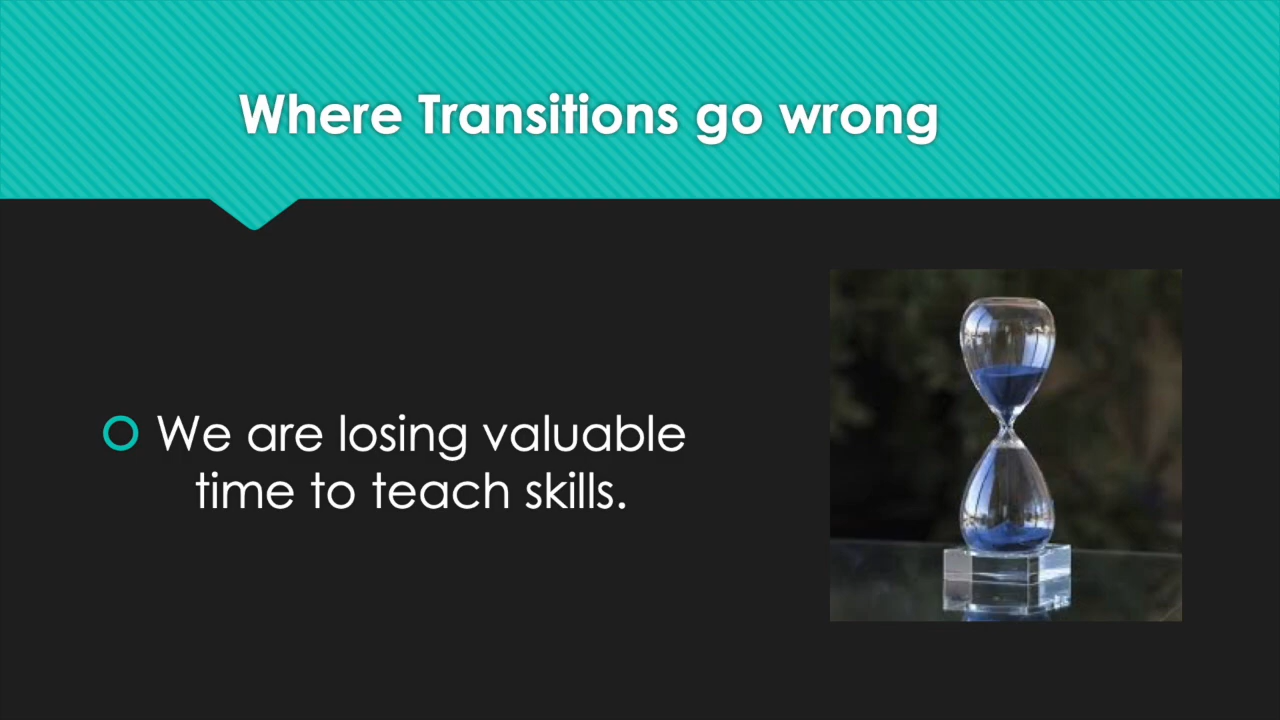 Where Transitions go wrong
We are losing valuable
time to teach skills.